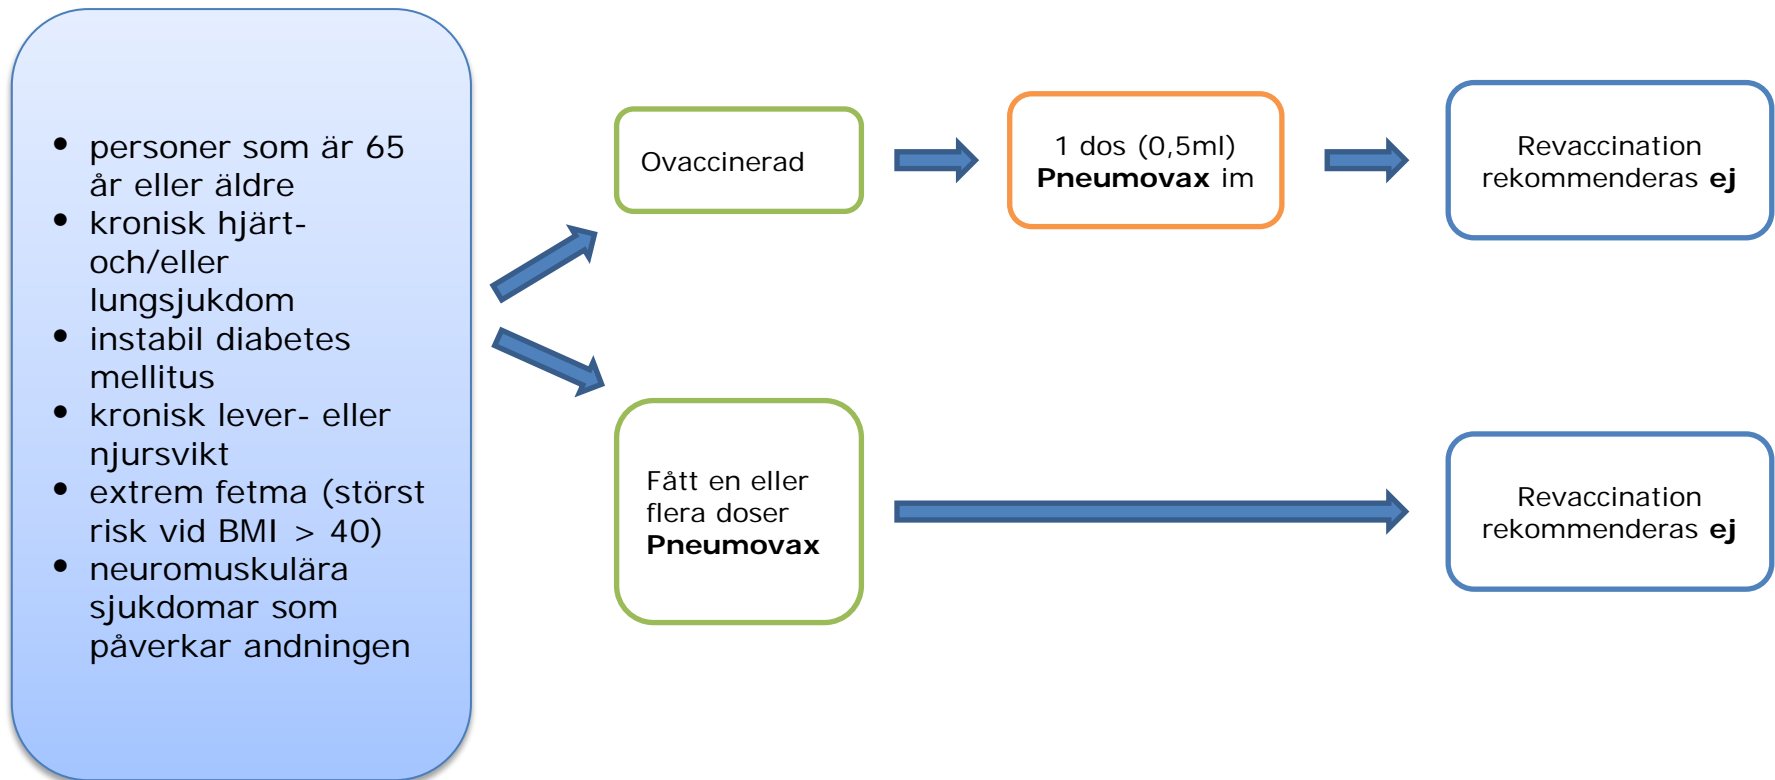 • personer som är 65
år eller äldre
• kronisk hjärt-
och/eller
lungsjukdom
• instabil diabetes
mellitus
• kronisk lever- eller
njursvikt
• extrem fetma (störst
risk vid BMI > 40)
• neuromuskulära
sjukdomar som
påverkar andningen
Ovaccinerad
1 dos (0,5ml)
Pneumovax im
Revaccination
rekommenderas ej
Fått en eller
flera doser
Pneumovax
Revaccination
rekommenderas ej